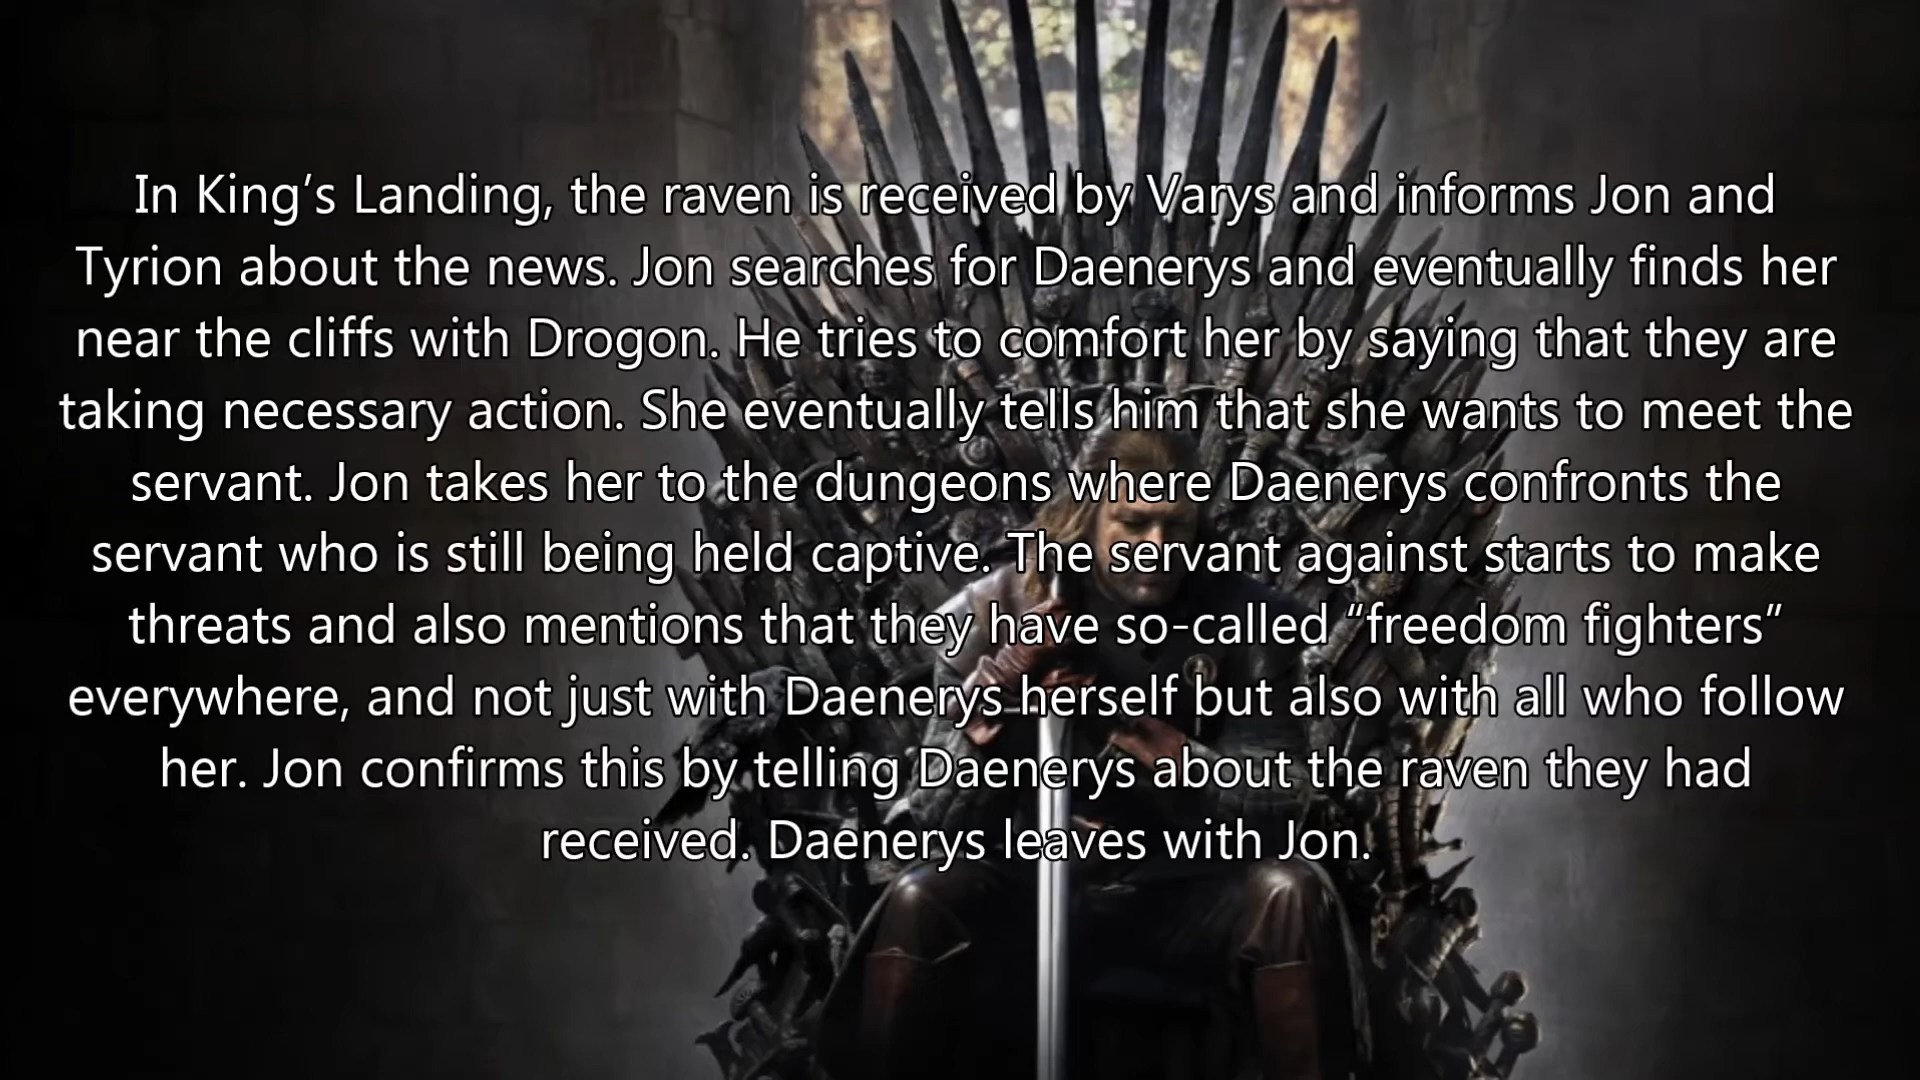 In King’s Landing, the raven is received by Varys and informs Jon and
Tyrion about the news. Jon searches for Daenerys and eventually finds her
near the cliffs with Drogon. He tries to comfort her by saying that they are
taking necessary action. She eventually tells him that she wants to meet the
servant. Jon takes her to the dungeons where Daenerys confronts the
servant who is still being held captive. The servant against starts to make
threats and also mentions that they have so-called “freedom fighters”
everywhere, and not just with Daenerys herself but also with all who follow
her. Jon confirms this by telling Daenerys about the raven they had
received. Daenerys leaves with Jon.